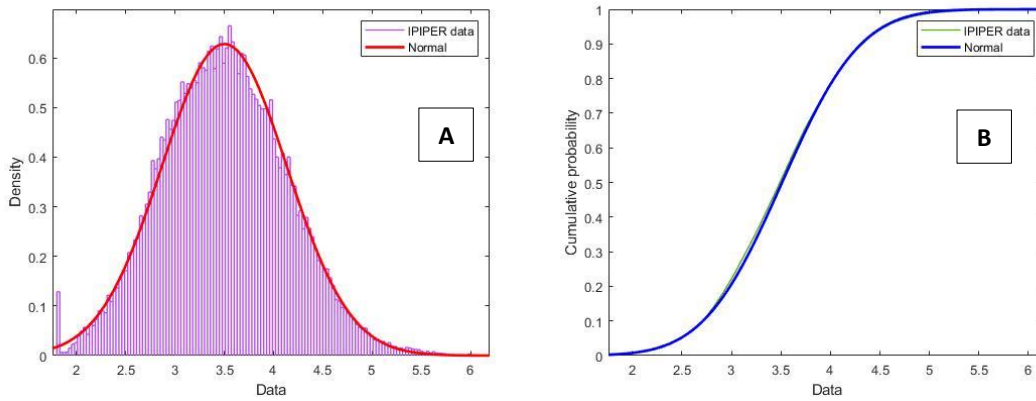 IPIPER data
Normal
A
Density
0.6
0.5
0.4
0.3
0.2
0.1
0
2 2.5 3 3.5 4 4.5 5 5.5 6
Data
IPIPER data
Normal
B
Cumulative probability
1
0.9
0.8
0.7
0.6
0.5
0.4
0.3
0.2
0.1
0
2 2.5 3 3.5 4 4.5 5 5.5 6
Data